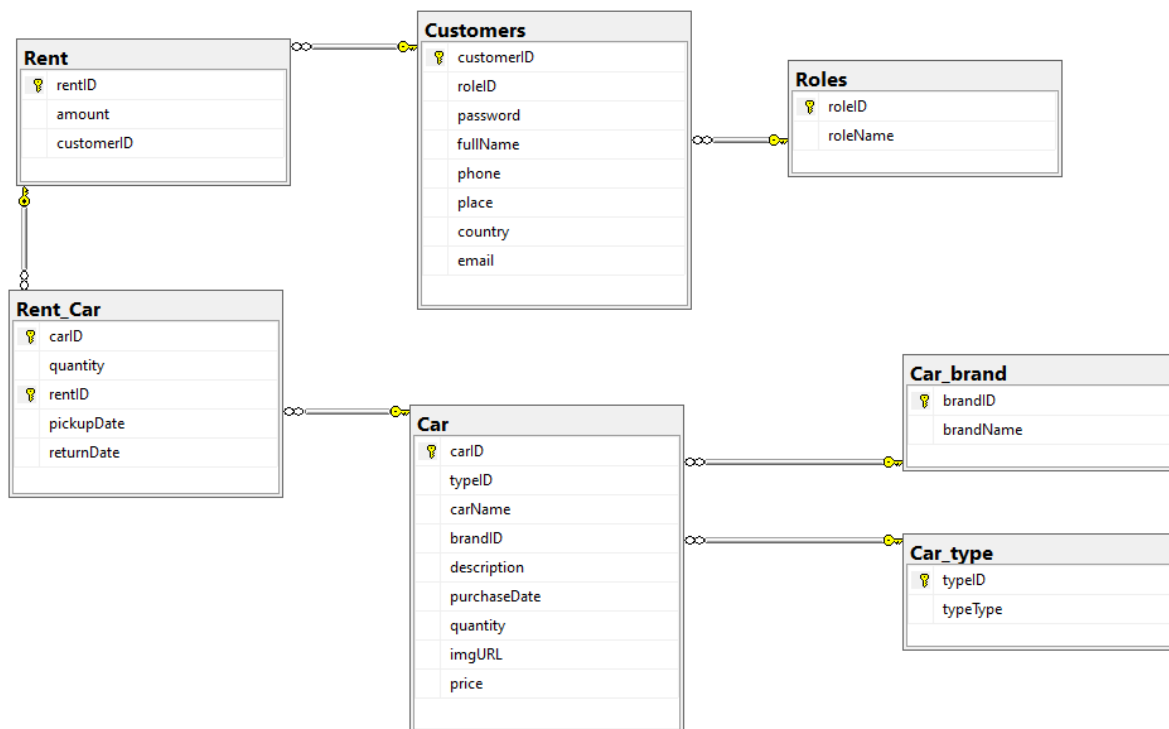 Rent
rentID
amount
customerID
Customers
customerID
roleID
password
fullName
phone
place
country
email
Roles
roleID
roleName
Rent_Car
carID
quantity
rentID
pickupDate
returnDate
Car
carID
typeID
carName
brandID
description
purchaseDate
quantity
imgURL
price
Car_brand
brandID
brandName
Car_type
typeID
typeType